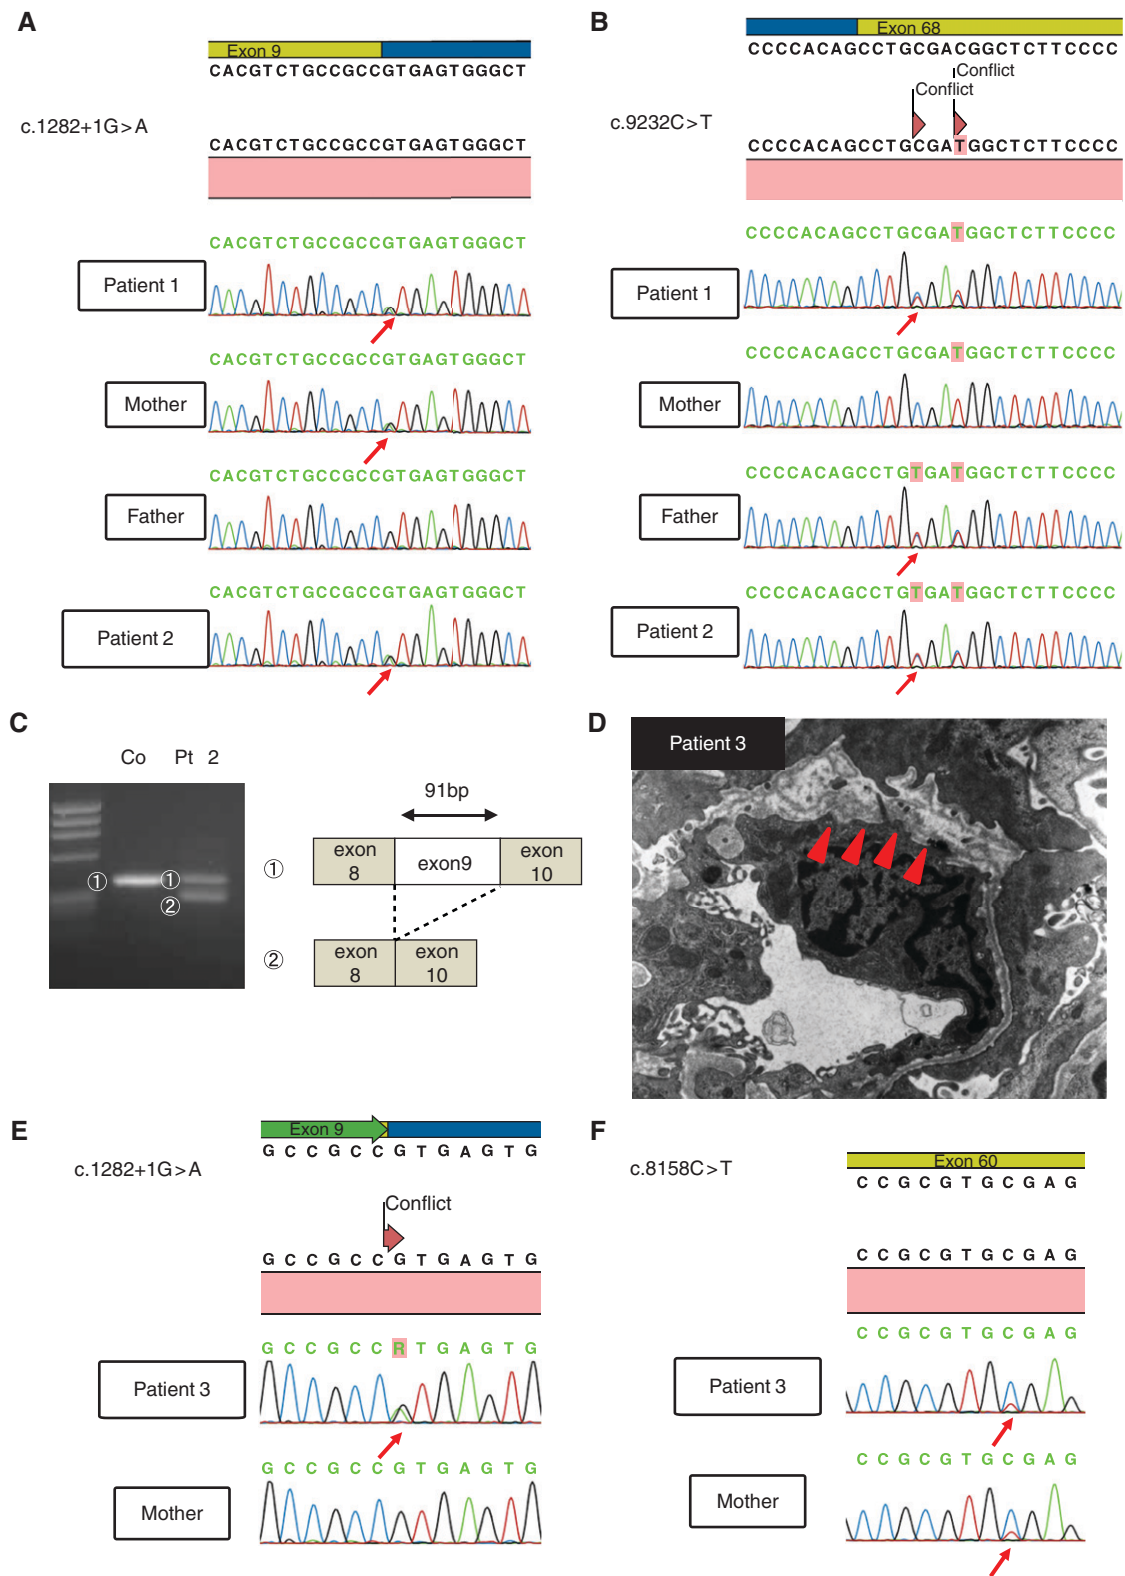 A
Exon 9
CACGTCTGCCGCCGTGAGTGGGCT
c.1282+1G>A
CACGTCTGCCGCCGTGAGTGGGCT
CACGTCTGCCGCCGTGAGTGGGCT
Patient 1
CACGTCTGCCGCCGTGAGTGGGCT
Mother
CACGTCTGCCGCCGTGAGTGGGCT
Father
CACGTCTGCCGCCGTGAGTGGGCT
Patient 2
B
Exon 68
CCCCACAGCCTGCGACGGCTCTTCCCC
Conflict
Conflict
c.9232C>T
CCCCACAGCCTGCGATGGCTCTTCCCC
CCCCACAGCCTGCGATGGCTCTTCCCC
Patient 1
CCCCACAGCCTGCGATGGCTCTTCCCC
Mother
CCCCACAGCCTGTGATGGCTCTTCCCC
Father
CCCCACAGCCTGTGATGGCTCTTCCCC
Patient 2
C
Co Pt 2
① ①
②
91bp
①
exon 8
exon9
exon 10
②
exon 8
exon 10
D
Patient 3
E
Exon 9
G C C G C C G T G A G T G
c.1282+1G>A
Conflict
G C C G C C G T G A G T G
G C C G C C R T G A G T G
Patient 3
G C C G C C G T G A G T G
Mother
F
c.8158C>T
Exon 60
C C G C G T G C G A G
C C G C G T G C G A G
C C G C G T G C G A G
Patient 3
C C G C G T G C G A G
Mother